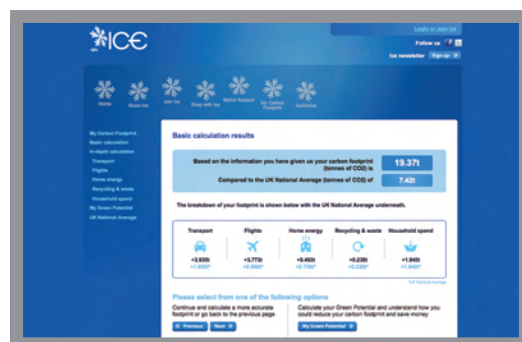 ICE
Login or Join Ice
Follow us
Ice newsletter Sign up
Home
About Ice
Join Ice
Shop with Ice
Home Account
My Carbon
Footprint
My Carbon Footprint
Basic calculation
In-depth calculation
Transport
Flights
Home energy
Recycling & waste
Household spend
My Green Potential
UK National Average
Basic calculation results
Based on the information you have given us your carbon footprint
(tonnes of CO2) is
19.37t
Compared to the UK National Average (tonnes of CO2) of
7.42t
The breakdown of your footprint is shown below with the UK National Average underneath.
Transport Flights Home energy Recycling & waste Household spend
*UK National Average
Please select from one of the following options
Continue and calculate a more accurate
footprint or go back to the previous page
Previous Next
Calculate your Green Potential and understand how you
could reduce your carbon footprint and save money
My Green Potential